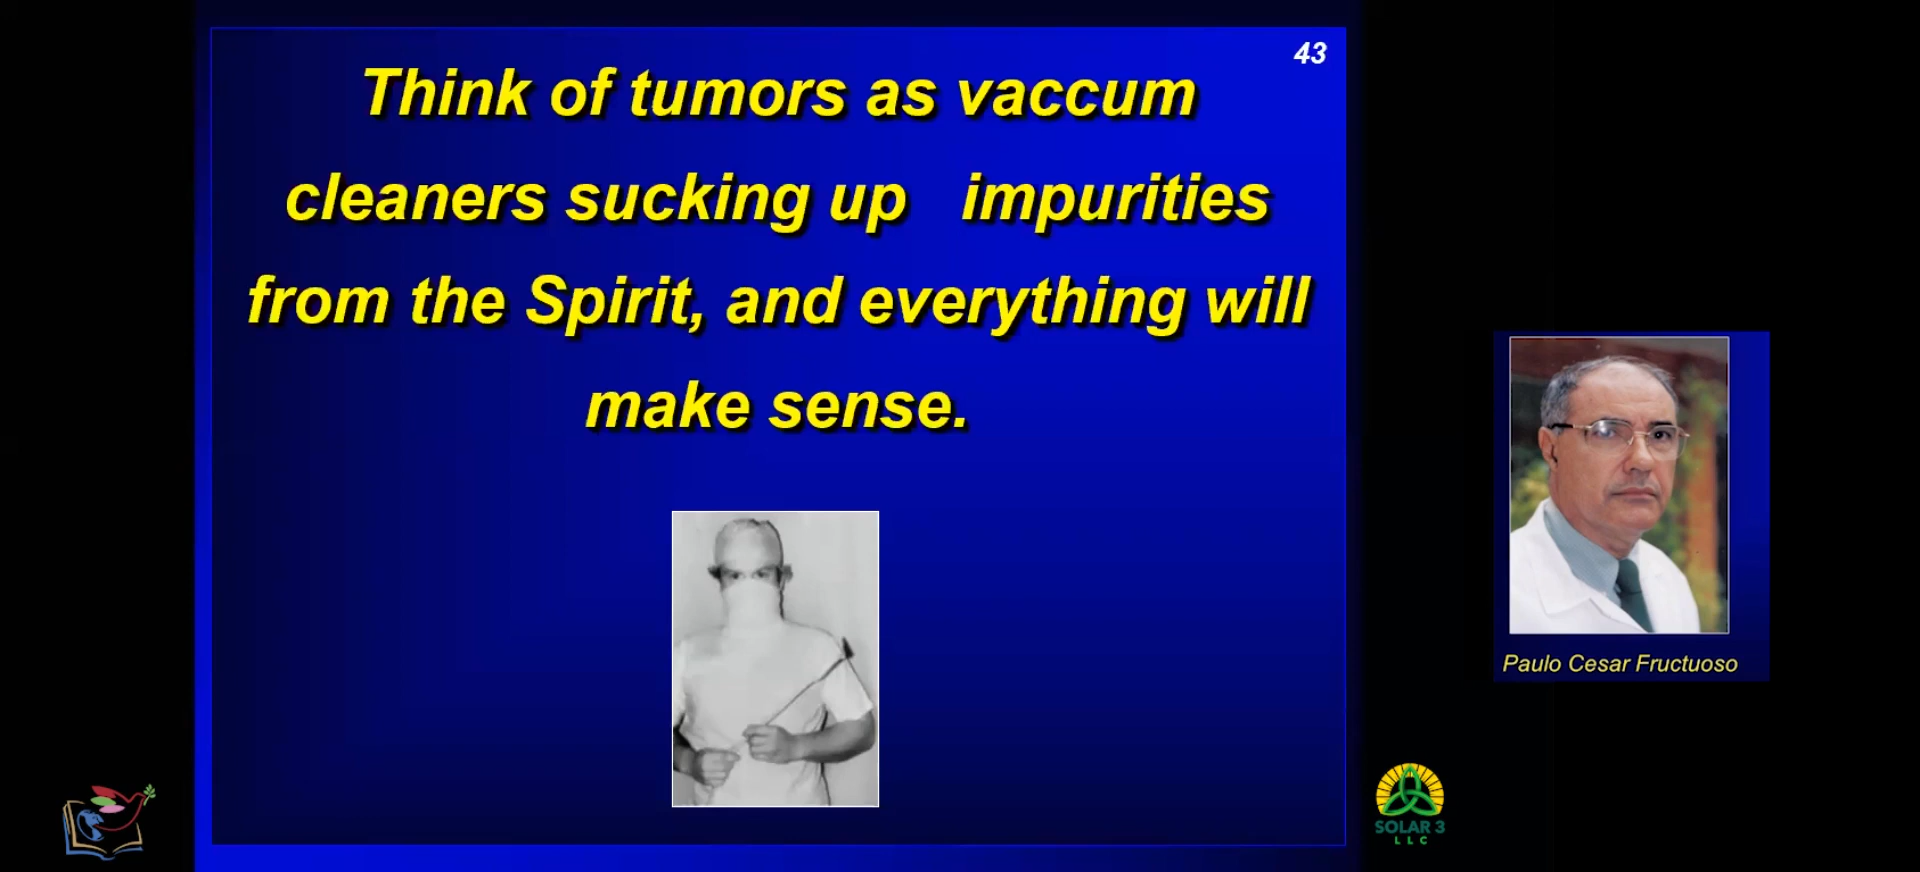 43
Think of tumors as vaccum
cleaners sucking up impurities
from the Spirit, and everything will
make sense.
Paulo Cesar Fructuoso
SOLAR 3
LLC